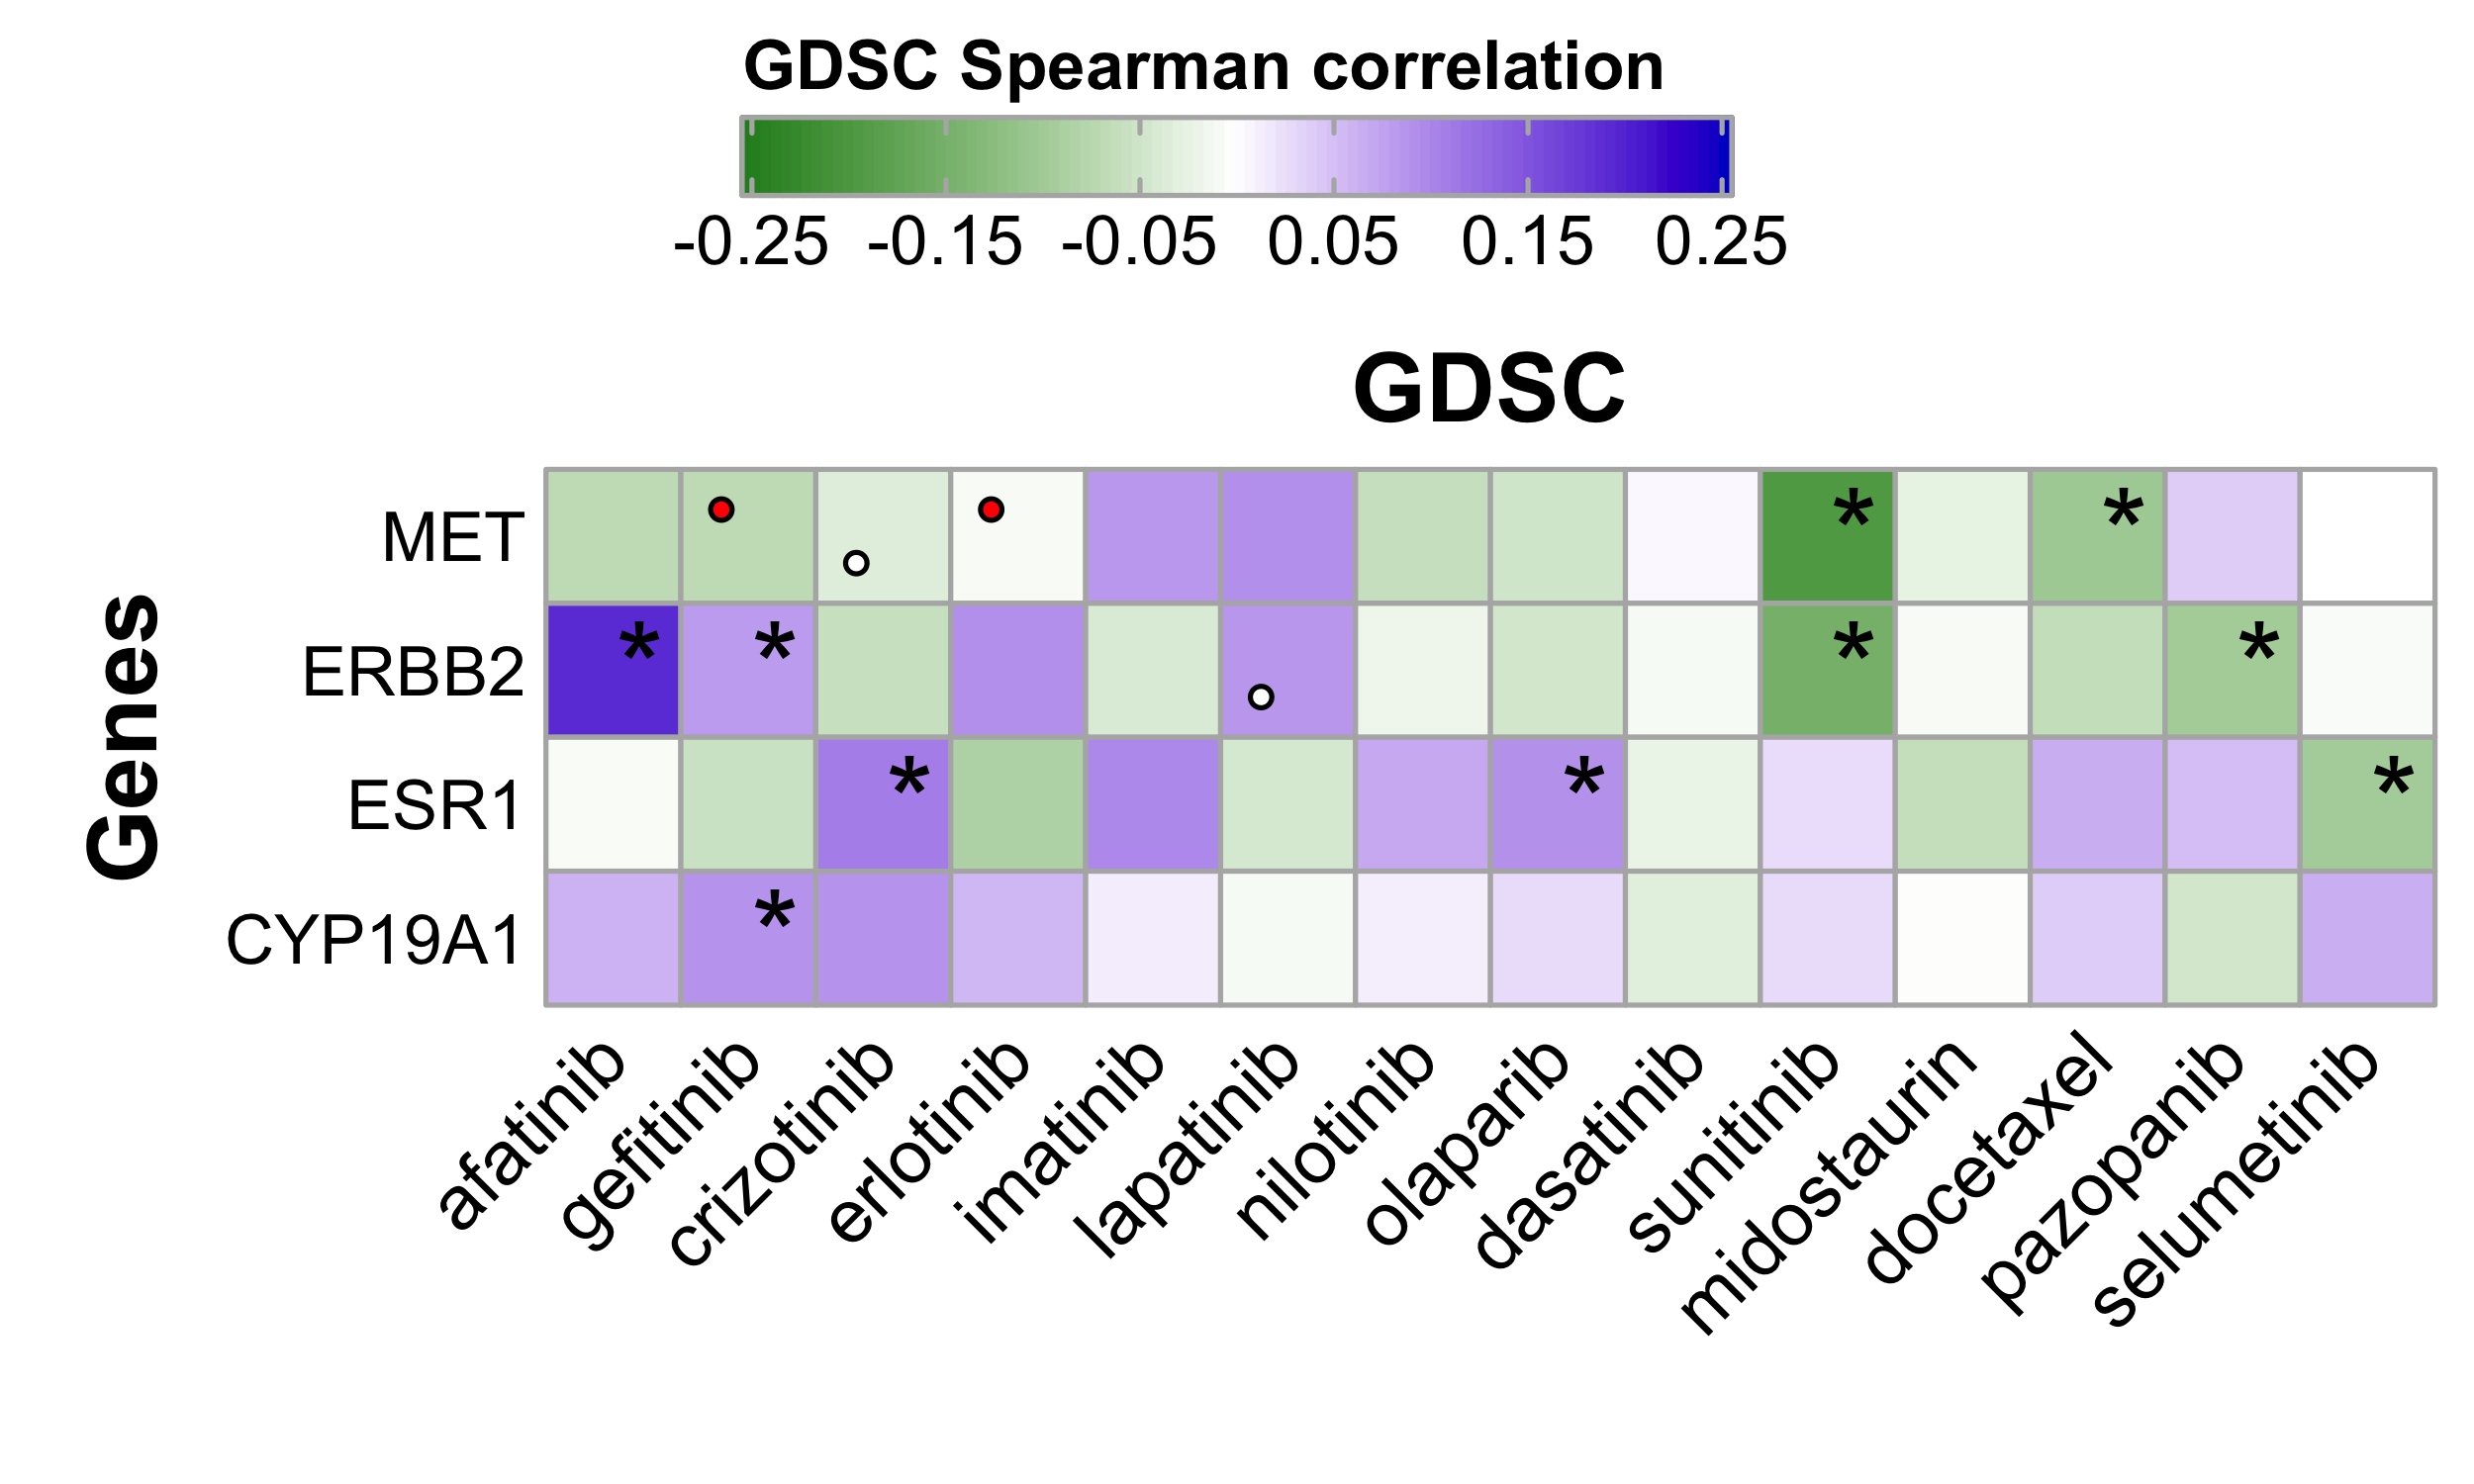 GDSC Spearman correlation
-0.25 -0.15 -0.05 0.05 0.15 0.25
GDSC
Genes
MET * *
ERBB2 * * * *
ESR1 * * *
CYP19A1 *
afatinib gefitinib crizotinib erlotinib imatinib lapatinib nilotinib olaparib dasatinib sunitinib midostaurin docetaxel pazopanib selumetinib